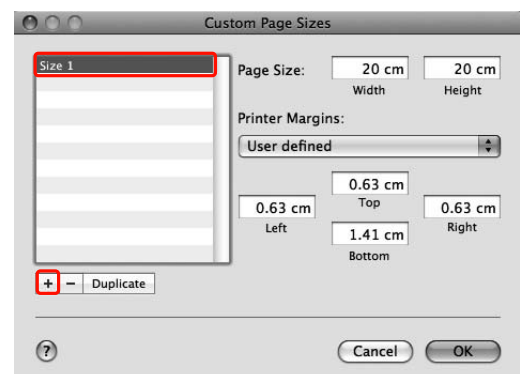 Custom Page Sizes
Size 1
Page Size:
20 cm
20 cm
Width
Height
Printer Margins:
User defined
0.63 cm
Top
0.63 cm
Left
0.63 cm
Right
1.41 cm
Bottom
+
−
Duplicate
?
Cancel
OK